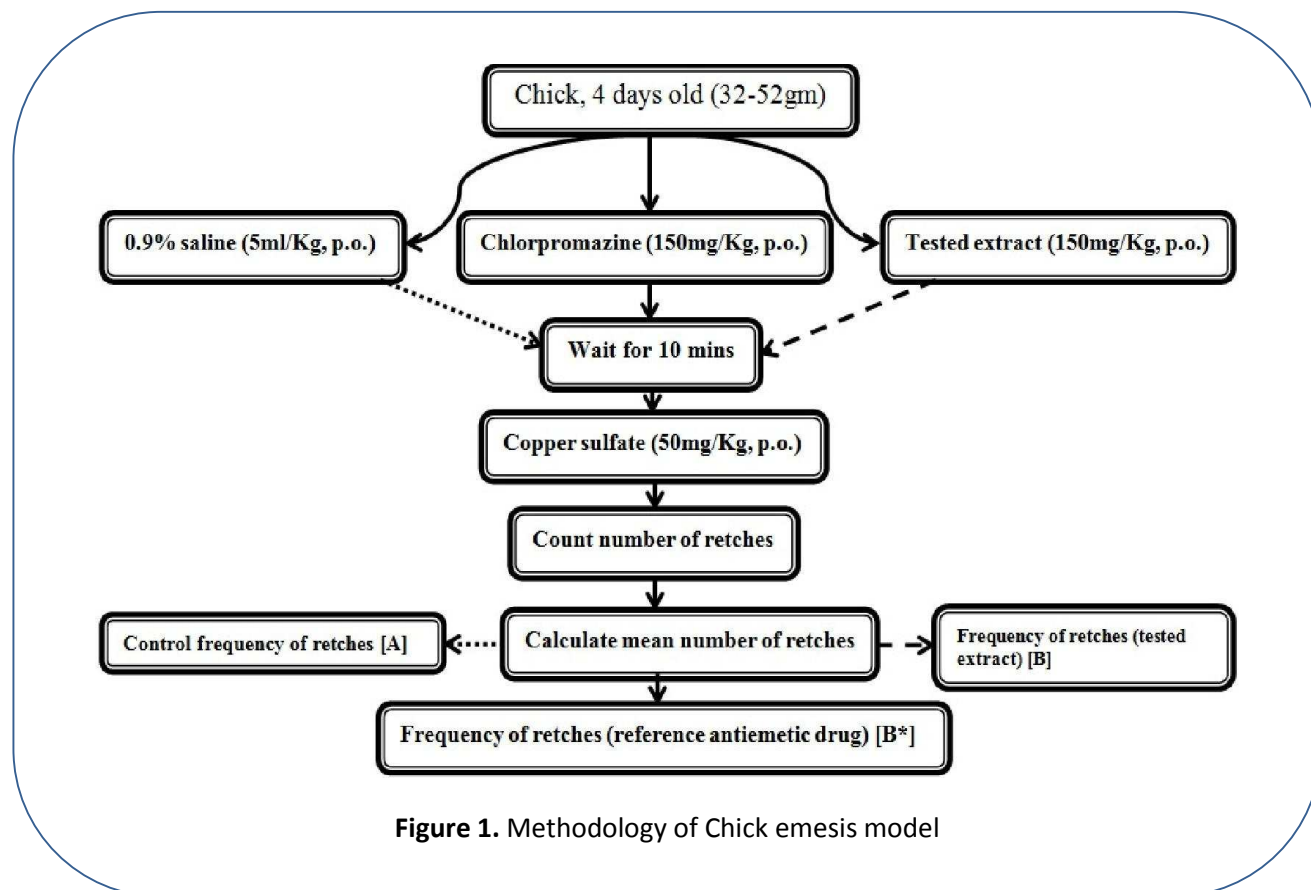 Chick, 4 days old (32-52gm)
0.9% saline (5ml/Kg, p.o.)
Chlorpromazine (150mg/Kg, p.o.)
Tested extract (150mg/Kg, p.o.)
Wait for 10 mins
Copper sulfate (50mg/Kg, p.o.)
Count number of retches
Control frequency of retches [A]
Calculate mean number of retches
Frequency of retches (tested
extract) [B]
Frequency of retches (reference antiemetic drug) [B*]
Figure 1. Methodology of Chick emesis model